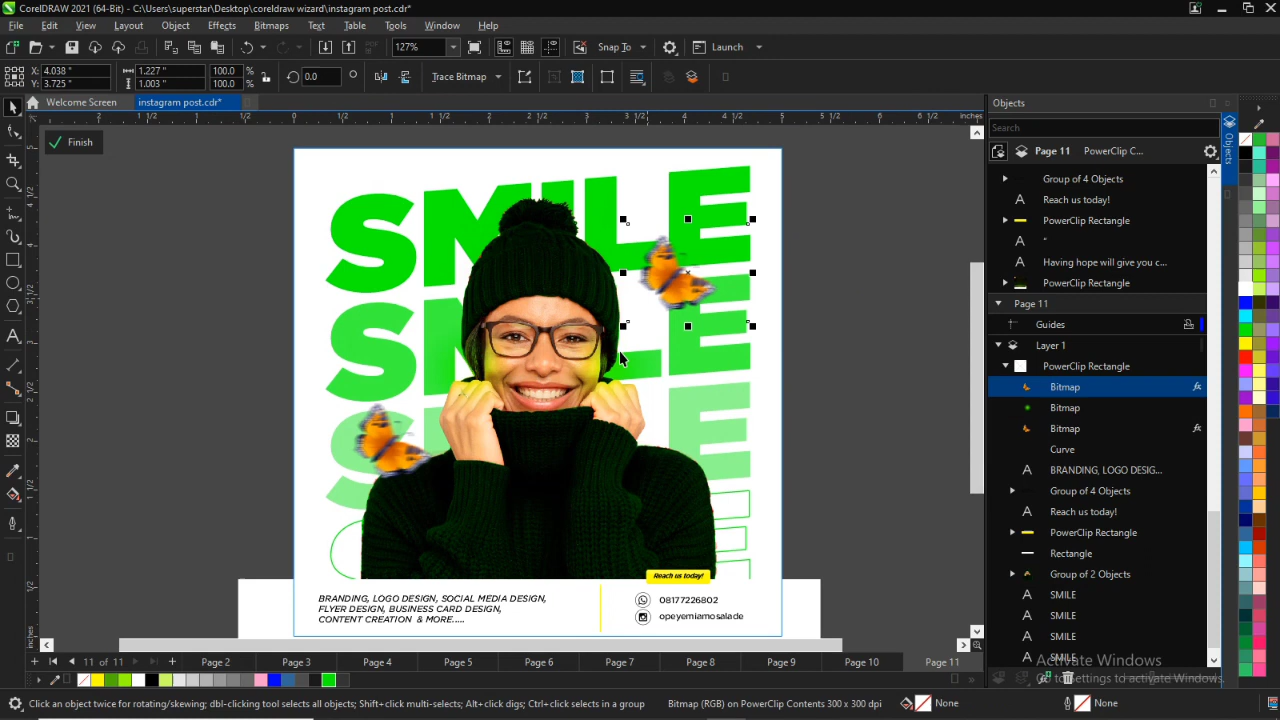 CorelDRAW 2021 (64-Bit) - C:\Users\superstar\Desktop\coreldraw wizard\instagram post.cdr*
File Edit View Layout Object Effects Bitmaps Text Table Tools Window Help
127% Snap To Launch
X: 4.038 " 1.227 " 100.0 % 0.0 ° Trace Bitmap
Y: 3.725 " 1.003 " 100.0 %
Welcome Screen instagram post.cdr*
inches
Finish
SMILE
SMILE
SMILE
Reach us today!
BRANDING, LOGO DESIGN, SOCIAL MEDIA DESIGN,
FLYER DESIGN, BUSINESS CARD DESIGN,
CONTENT CREATION & MORE.....
08177226802
opeyemiamosalade
Objects
Search
Page 11 PowerClip C...
Group of 4 Objects
Reach us today!
PowerClip Rectangle
"
Having hope will give you c...
PowerClip Rectangle
Page 11
Guides
Layer 1
PowerClip Rectangle
Bitmap
Bitmap
Bitmap
Curve
BRANDING, LOGO DESIG...
Group of 4 Objects
Reach us today!
PowerClip Rectangle
Rectangle
Group of 2 Objects
SMILE
SMILE
SMILE
SMILE
Objects
Activate Windows
Go to Settings to activate Windows.
11 of 11 Page 2 Page 3 Page 4 Page 5 Page 6 Page 7 Page 8 Page 9 Page 10 Page 11
Click an object twice for rotating/skewing; dbl-clicking tool selects all objects; Shift+click multi-selects; Alt+click digs; Ctrl+click selects in a group Bitmap (RGB) on PowerClip Contents 300 x 300 dpi None None